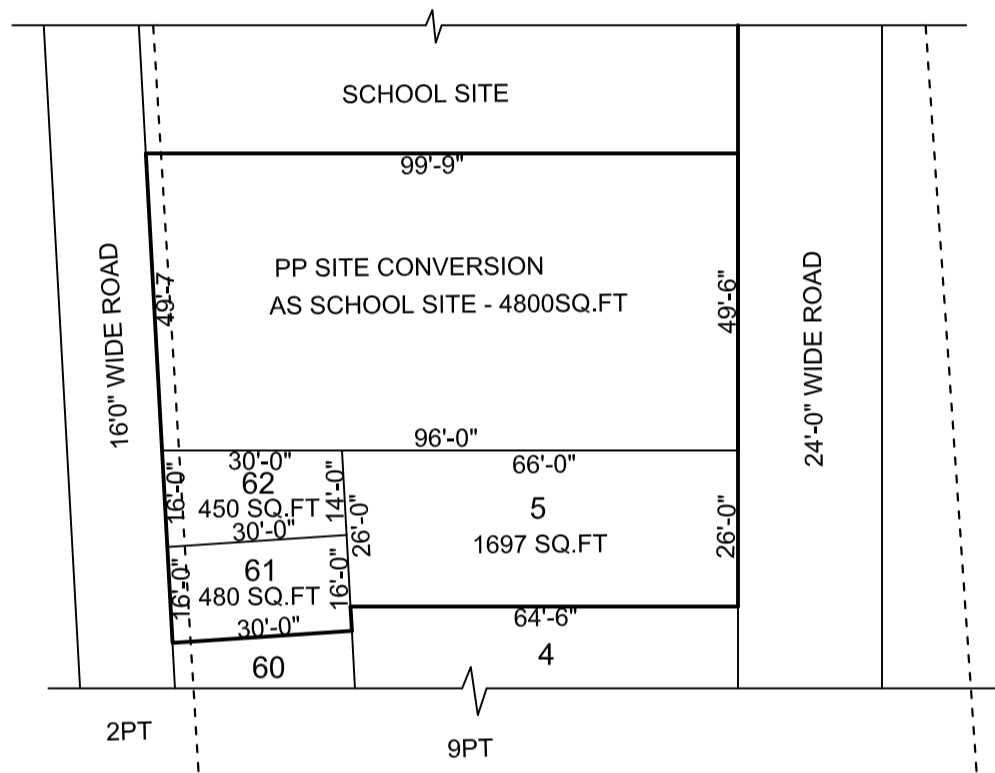 SCHOOL SITE
99'-9"
PP SITE CONVERSION
AS SCHOOL SITE - 4800SQ.FT
49'-7
49'-6"
16'0" WIDE ROAD
24'-0" WIDE ROAD
96'-0"
30'-0"
62
450 SQ.FT
16'-0"
14'-0"
30'-0"
66'-0"
5
1697 SQ.FT
26'-0"
26'-0"
61
480 SQ.FT
16'-0"
16'-0"
30'-0"
64'-6"
60
4
2PT
9PT